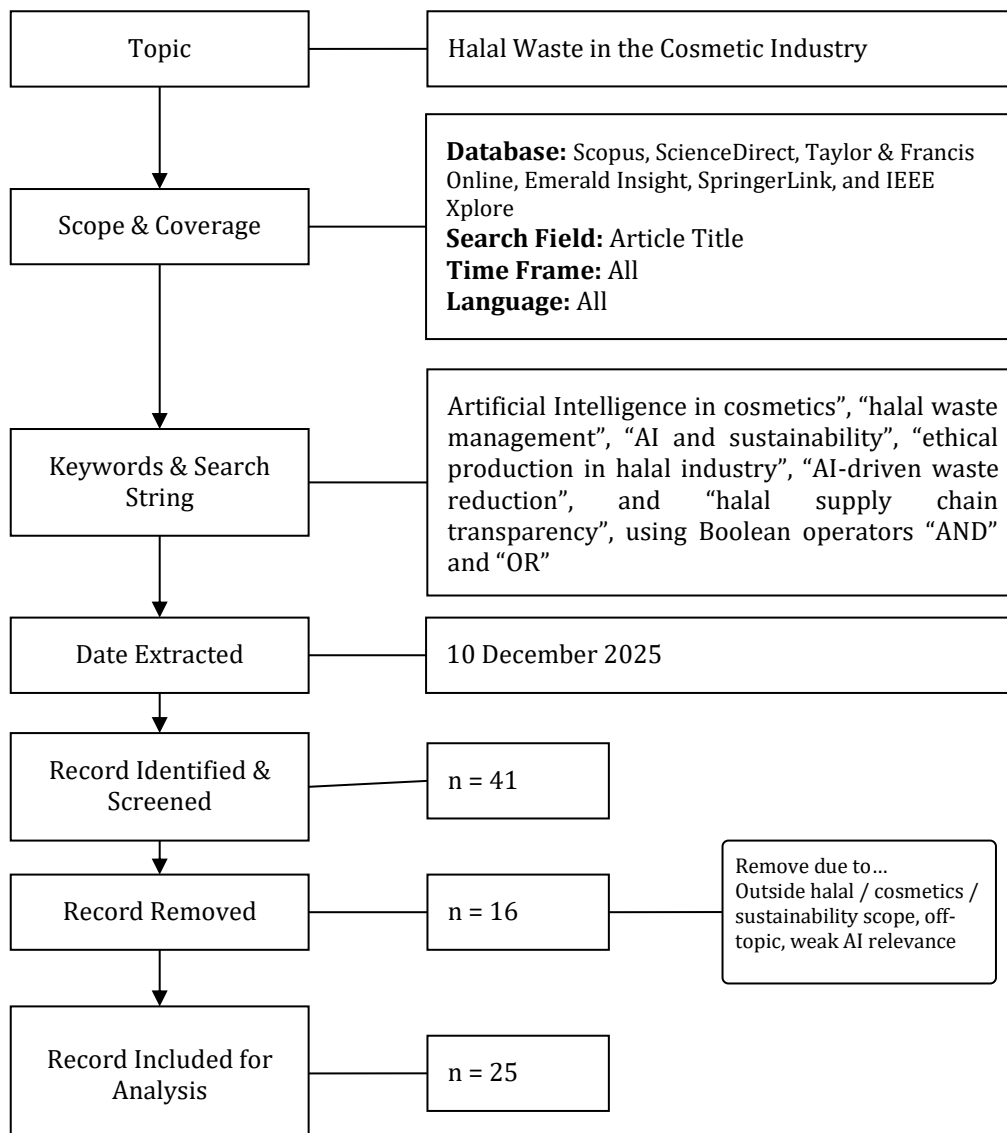 Topic
Halal Waste in the Cosmetic Industry
Scope & Coverage
Database: Scopus, ScienceDirect, Taylor & Francis
Online, Emerald Insight, SpringerLink, and IEEE
Xplore
Search Field: Article Title
Time Frame: All
Language: All
Keywords & Search
String
Artificial Intelligence in cosmetics”, “halal waste
management”, “AI and sustainability”, “ethical
production in halal industry”, “AI-driven waste
reduction”, and “halal supply chain
transparency”, using Boolean operators “AND”
and “OR”
Date Extracted
10 December 2025
Record Identified &
Screened
n = 41
Record Removed
n = 16
Remove due to…
Outside halal / cosmetics /
sustainability scope, off-
topic, weak AI relevance
Record Included for
Analysis
n = 25